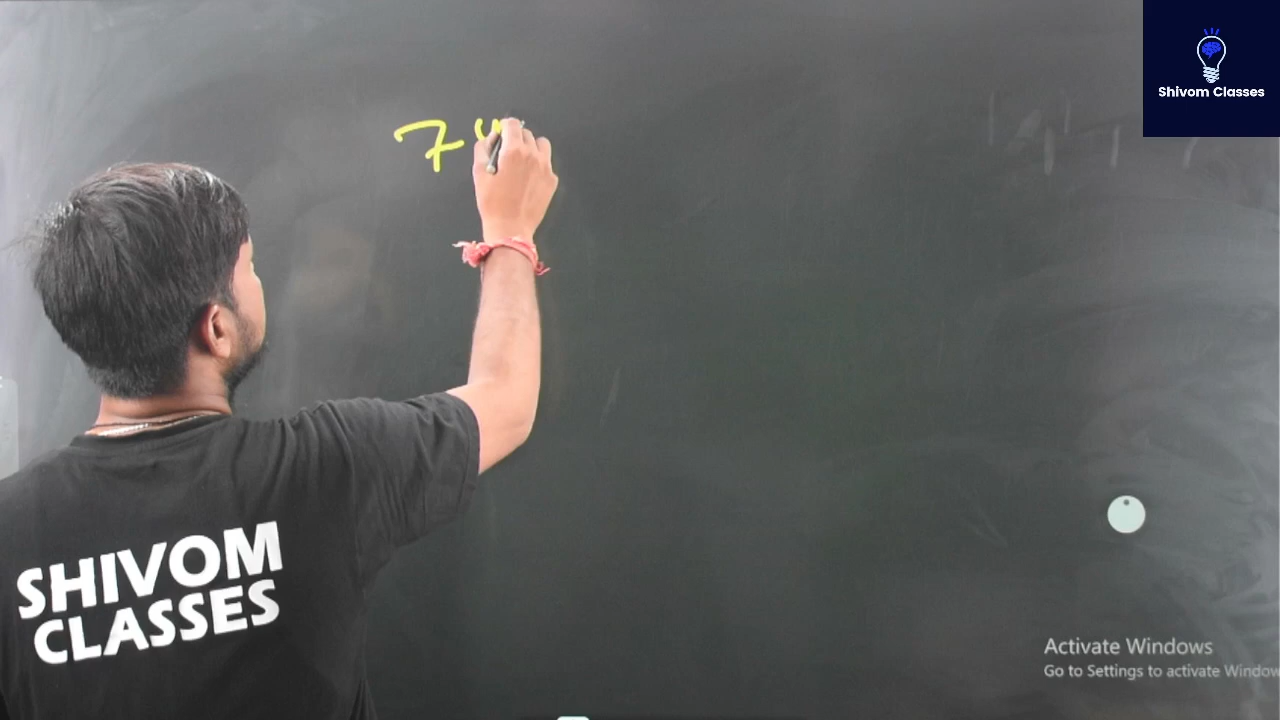 Shivom Classes
7
SHIVOM
CLASSES
Activate Windows
Go to Settings to activate Window